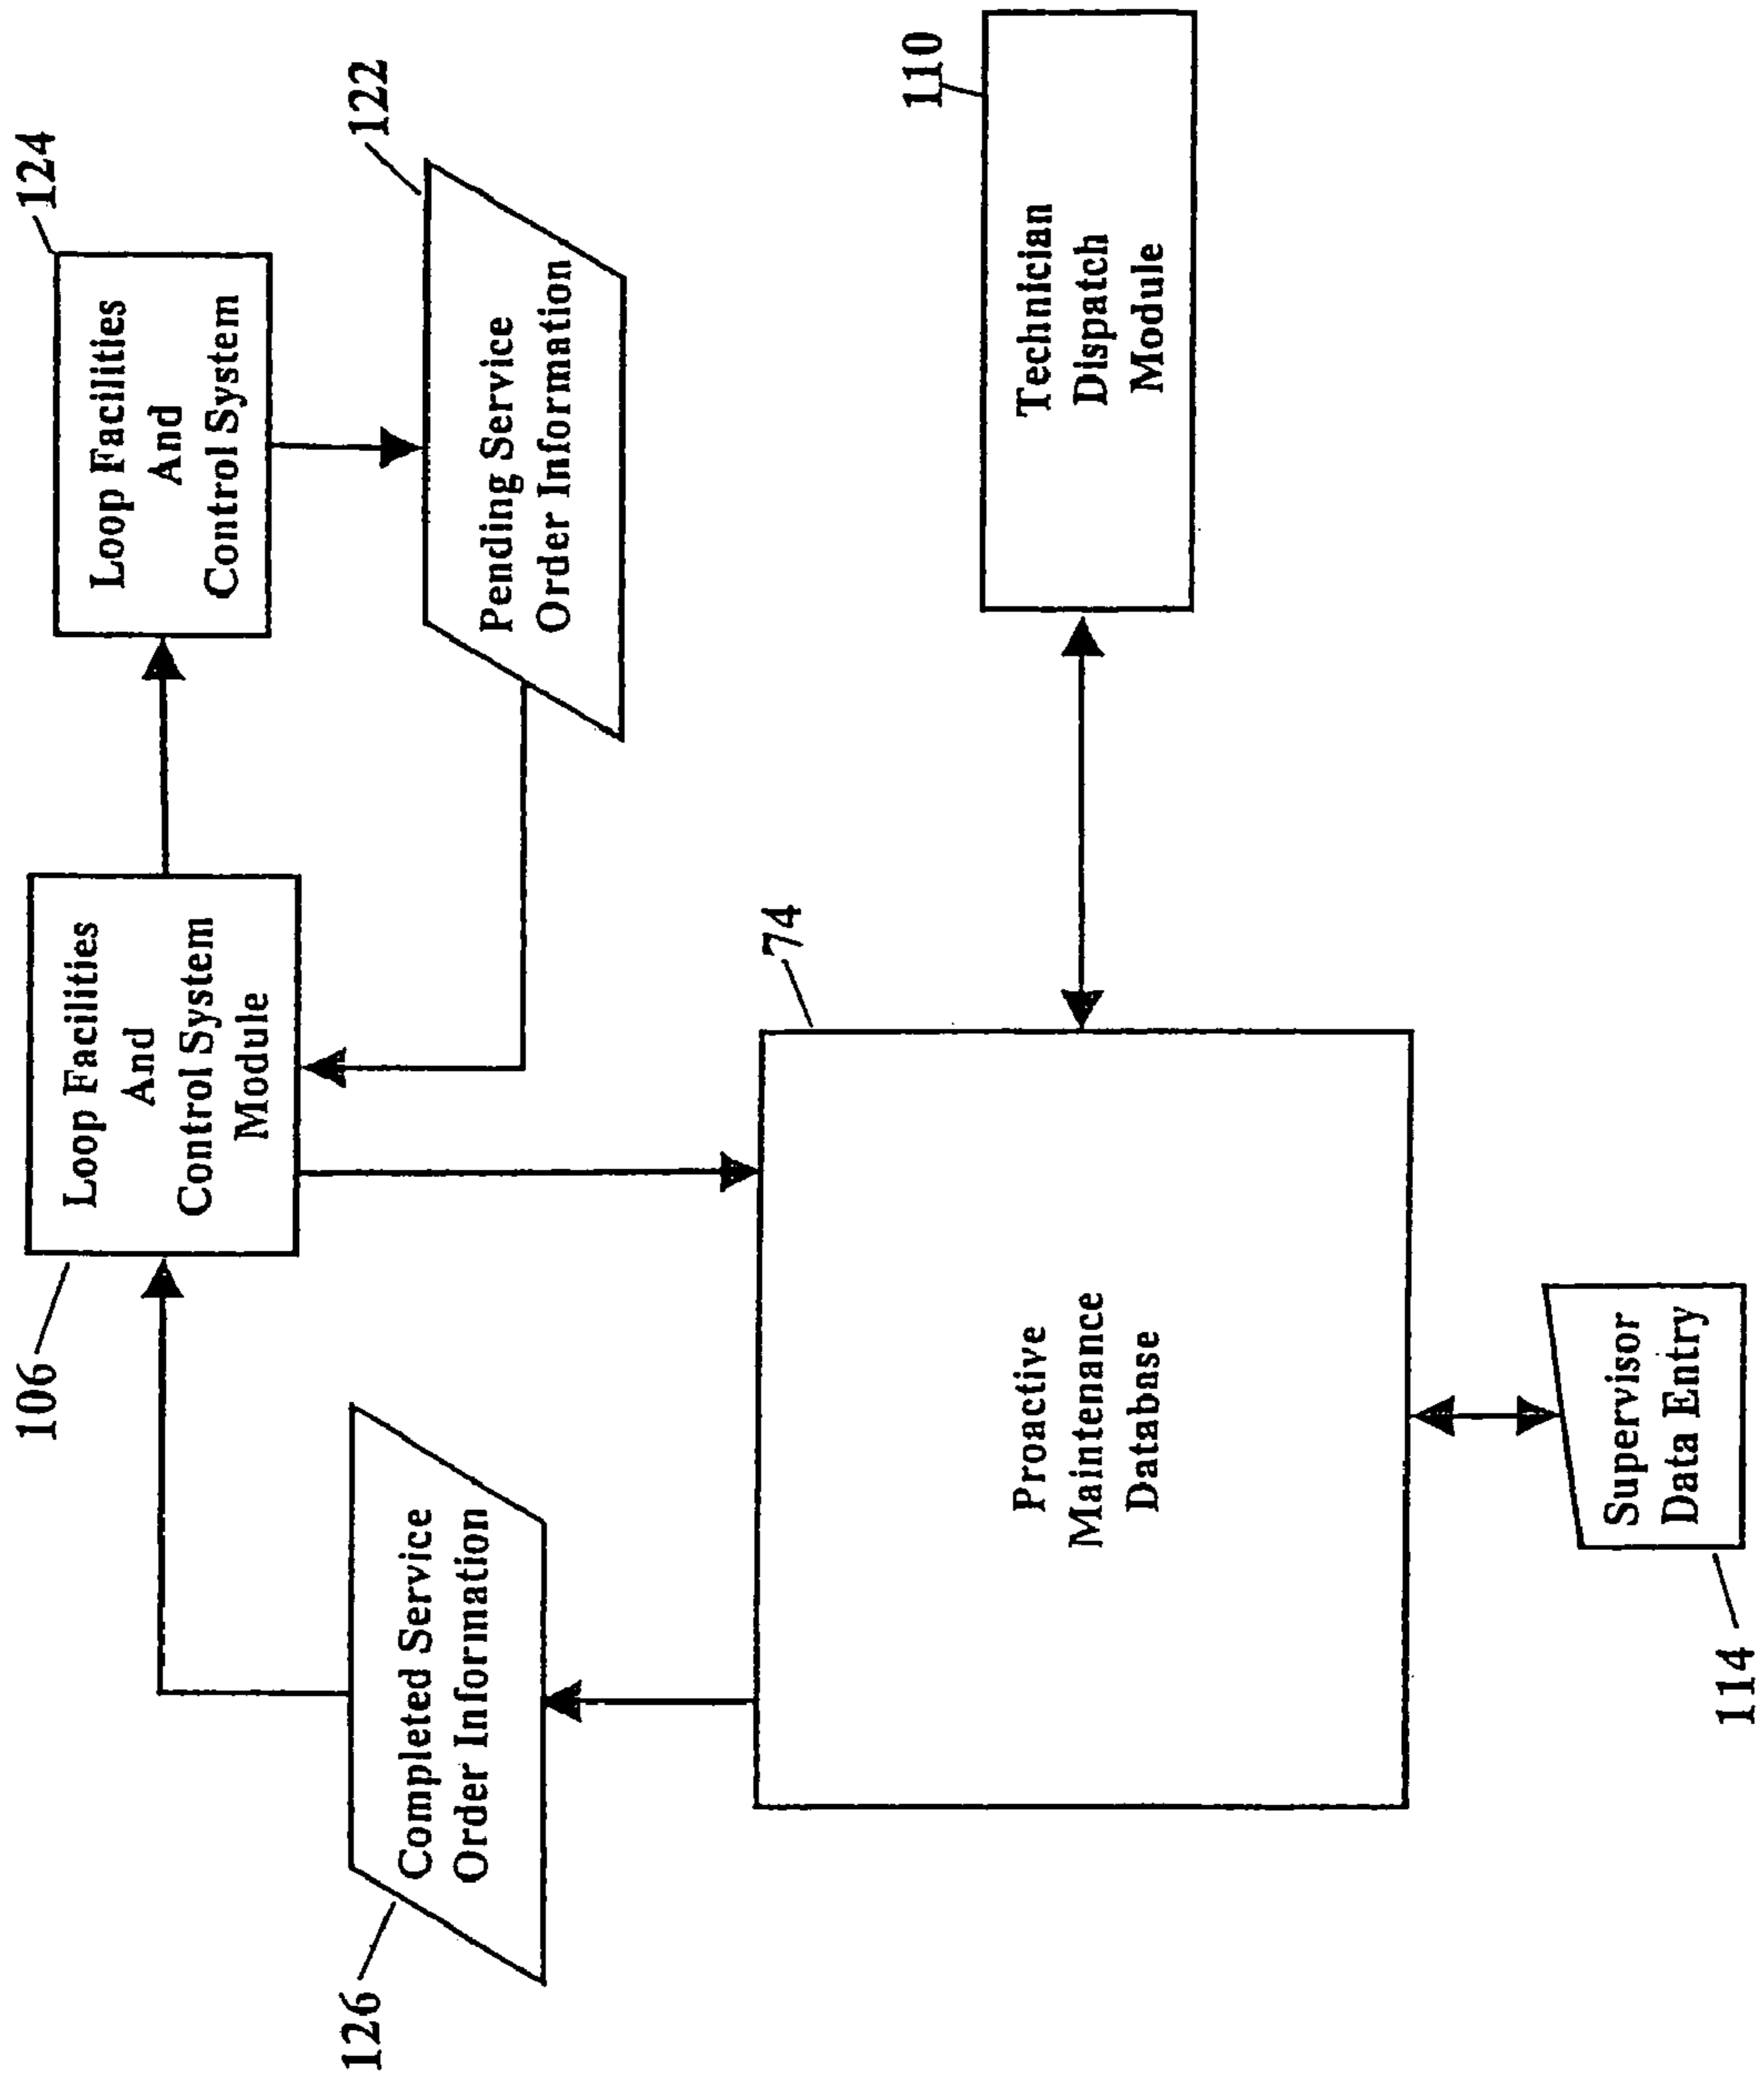 124
Loop Facilities
And
Control System
122
Pending Service
Order Information
106
Loop Facilities
And
Control System
Module
126
Completed Service
Order Information
74
Proactive
Maintenance
Database
110
Technician
Dispatch
Module
114
Supervisor
Data Entry